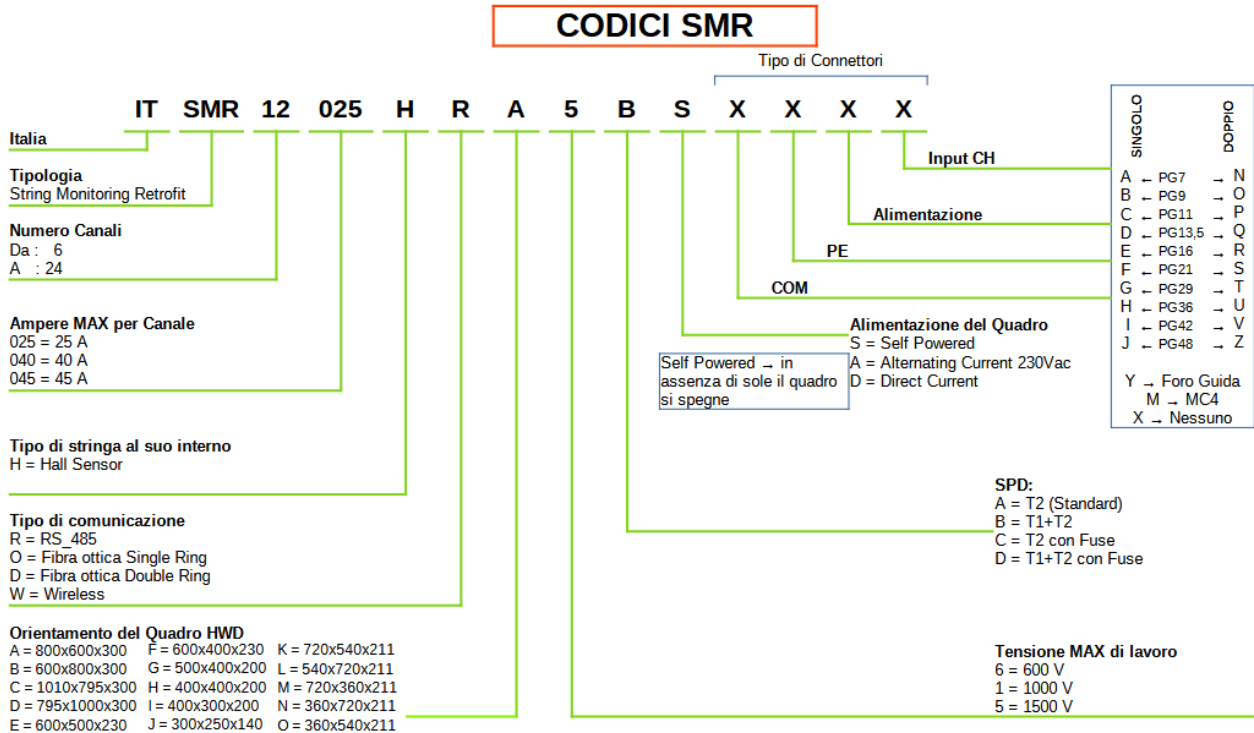 CODICI SMR
Tipo di Connettori
IT SMR 12 025 H R A 5 B S X X X X
Italia
Tipologia
String Monitoring Retrofit
Numero Canali
Da : 6
A : 24
Ampere MAX per Canale
025 = 25 A
040 = 40 A
045 = 45 A
Tipo di stringa al suo interno
H = Hall Sensor
Tipo di comunicazione
R = RS_485
O = Fibra ottica Single Ring
D = Fibra ottica Double Ring
W = Wireless
Orientamento del Quadro HWD
A = 800x600x300 F = 600x400x230 K = 720x540x211
B = 600x800x300 G = 500x400x200 L = 540x720x211
C = 1010x795x300 H = 400x400x200 M = 720x360x211
D = 795x1000x300 I = 400x300x200 N = 360x720x211
E = 600x500x230 J = 300x250x140 O = 360x540x211
Input CH
Alimentazione
PE
COM
SINGOLO DOPPIO
A ← PG7 → N
B ← PG9 → O
C ← PG11 → P
D ← PG13,5 → Q
E ← PG16 → R
F ← PG21 → S
G ← PG29 → T
H ← PG36 → U
I ← PG42 → V
J ← PG48 → Z
Y → Foro Guida
M → MC4
X → Nessuno
Alimentazione del Quadro
S = Self Powered
A = Alternating Current 230Vac
D = Direct Current
Self Powered → in
assenza di sole il quadro
si spegne
SPD:
A = T2 (Standard)
B = T1+T2
C = T2 con Fuse
D = T1+T2 con Fuse
Tensione MAX di lavoro
6 = 600 V
1 = 1000 V
5 = 1500 V